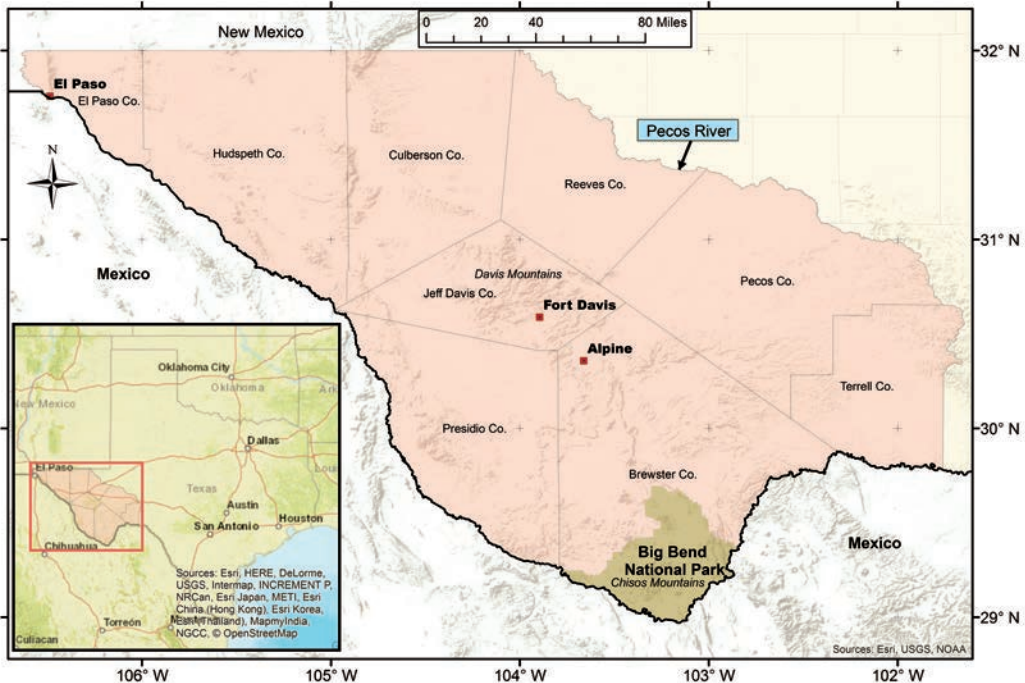 0 20 40 80 Miles
New Mexico
32° N
El Paso
El Paso Co.
Pecos River
N
Hudspeth Co.
Culberson Co.
Reeves Co.
31° N
Mexico
Davis Mountains
Jeff Davis Co.
Pecos Co.
Fort Davis
Alpine
Terrell Co.
Presidio Co.
30° N
Brewster Co.
Big Bend
National Park
Chisos Mountains
Mexico
29° N
Sources: Esri, USGS, NOAA
106° W 105° W 104° W 103° W 102° W
Oklahoma City
Oklahoma
Ark
New Mexico
Dallas
El Paso
Texas
Austin
San Antonio
Houston
Chihuahua
Sources: Esri, HERE, DeLorme,
USGS, Intermap, INCREMENT P,
NRCan, Esri Japan, METI, Esri
China (Hong Kong), Esri Korea,
Esri (Thailand), MapmyIndia,
NGCC, © OpenStreetMap
Torreón
Culiacan